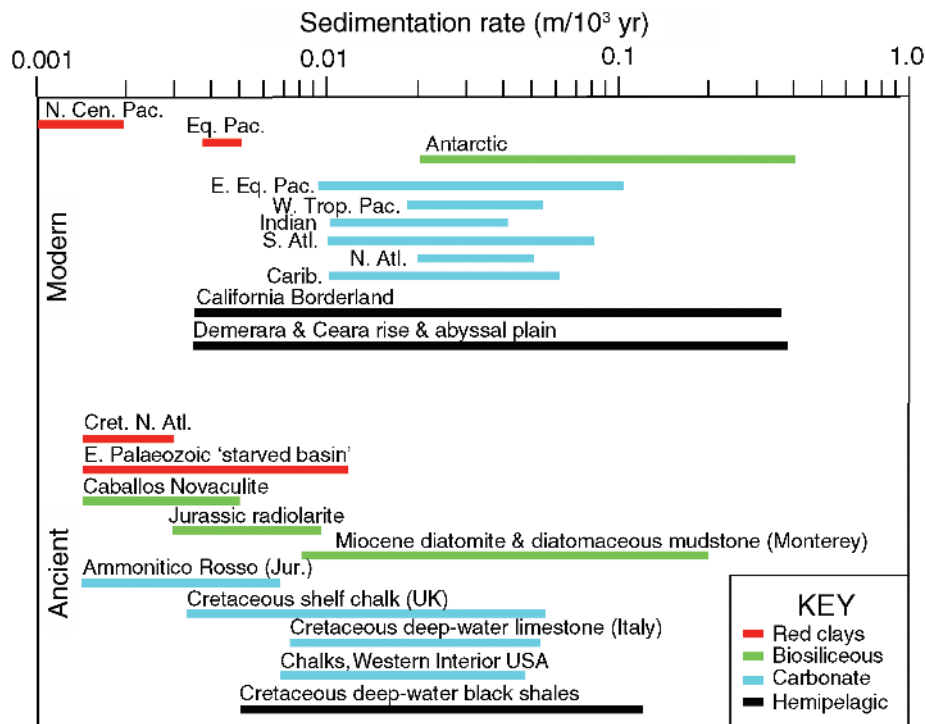 Sedimentation rate (m/10³ yr)
0.001 0.01 0.1 1.0
Modern
N. Cen. Pac.
Eq. Pac.
Antarctic
E. Eq. Pac.
W. Trop. Pac.
Indian
S. Atl.
N. Atl.
Carib.
California Borderland
Demerara & Ceara rise & abyssal plain
Ancient
Cret. N. Atl.
E. Palaeozoic ‘starved basin’
Caballos Novaculite
Jurassic radiolarite
Miocene diatomite & diatomaceous mudstone (Monterey)
Ammonitico Rosso (Jur.)
Cretaceous shelf chalk (UK)
Cretaceous deep-water limestone (Italy)
Chalks, Western Interior USA
Cretaceous deep-water black shales
KEY
Red clays
Biosiliceous
Carbonate
Hemipelagic